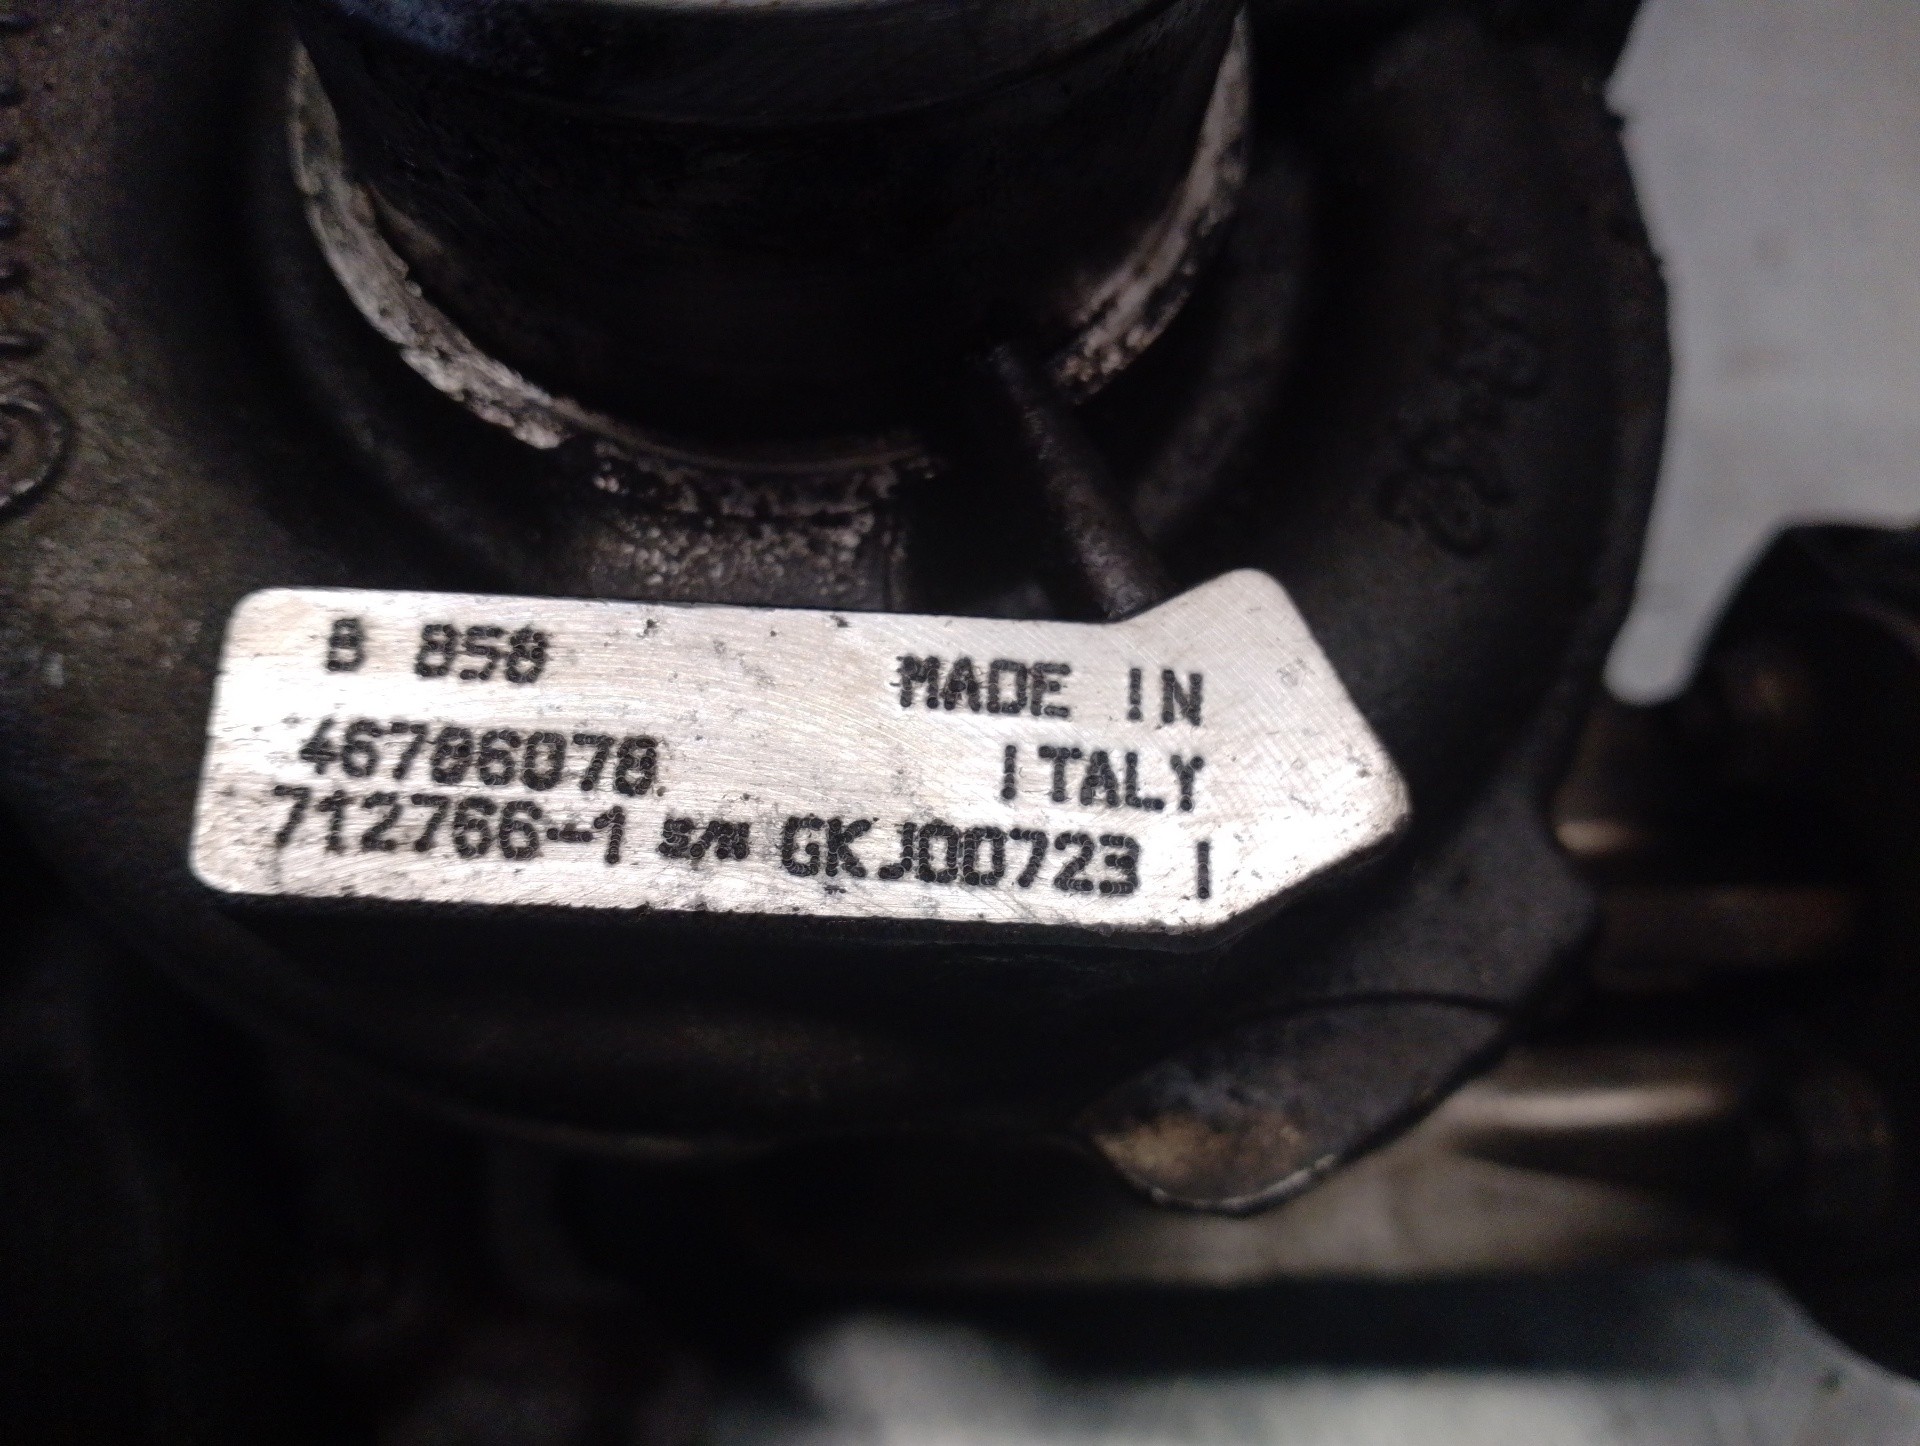 B 858
MADE IN
46786078
ITALY
712766-1 S/N GKJ00723 I